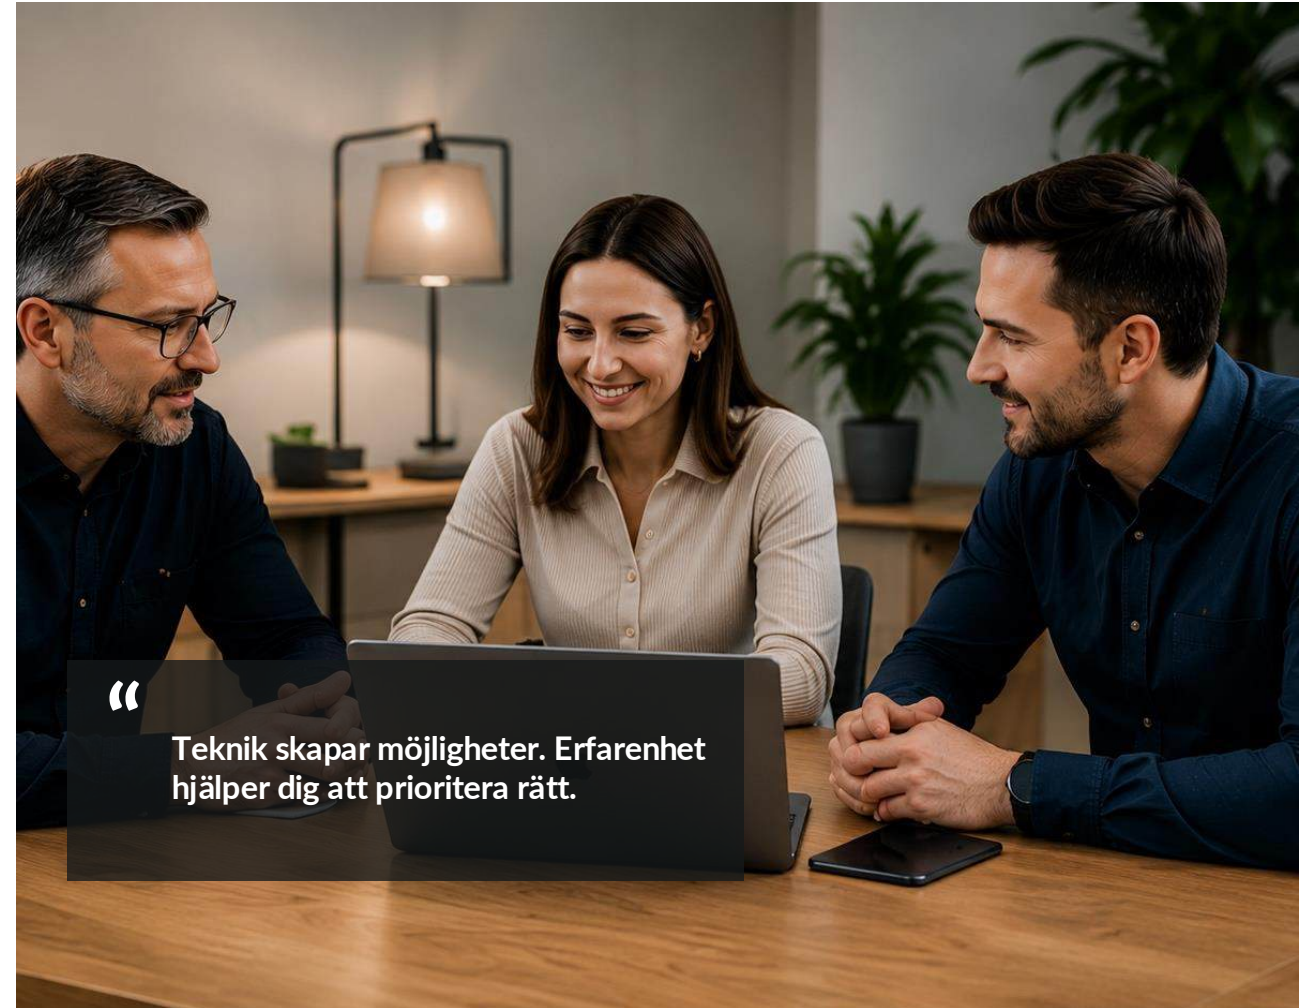 “
Teknik skapar möjligheter. Erfarenhet
hjälper dig att prioritera rätt.